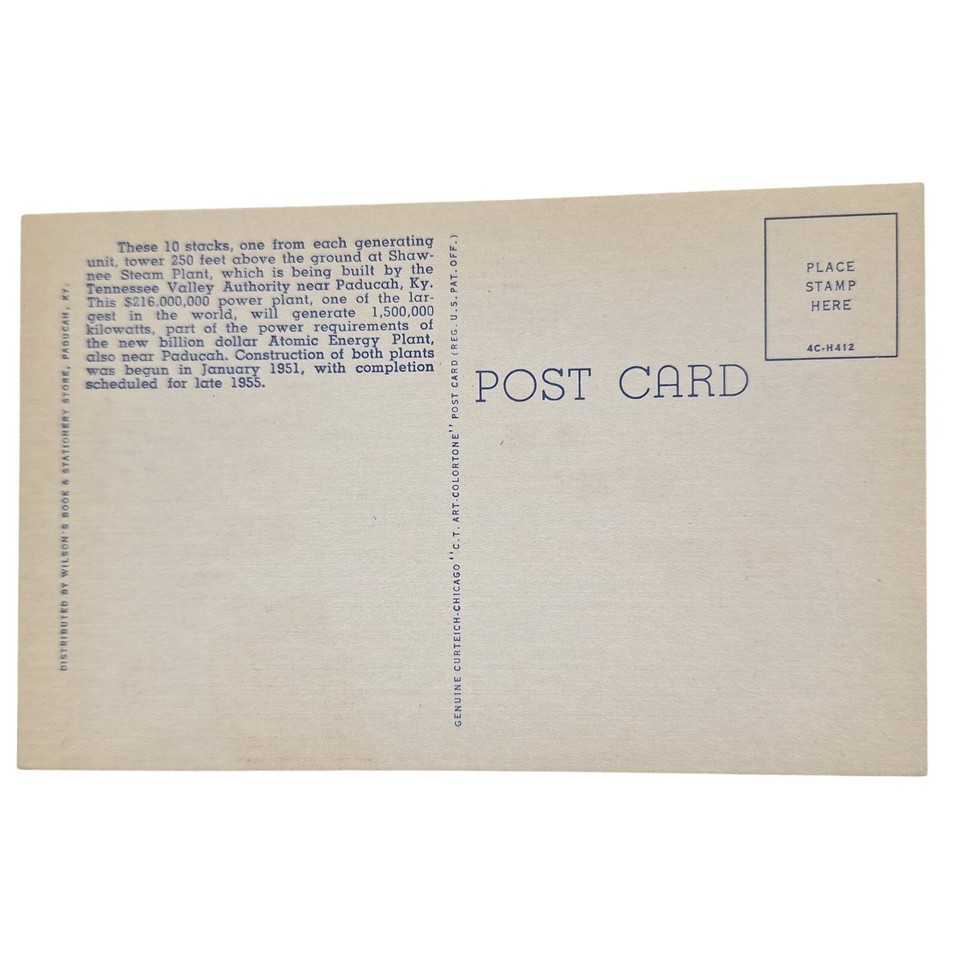 These 10 stacks, one from each generating
unit, tower 250 feet above the ground at Shaw-
nee Steam Plant, which is being built by the
Tennessee Valley Authority near Paducah, Ky.
This $216.000,000 power plant, one of the lar-
gest in the world, will generate 1,500,000
kilowatts, part of the power requirements of
the new billion dollar Atomic Energy Plant,
also near Paducah. Construction of both plants
was begun in January 1951, with completion
scheduled for late 1955.
DISTRIBUTED BY WILSON'S BOOK & STATIONERY STORE, PADUCAH, KY.
GENUINE CURTEICH-CHICAGO "C.T. ART-COLORTONE" POST CARD (REG. U.S. PAT. OFF.)
POST CARD
PLACE
STAMP
HERE
4C-H412